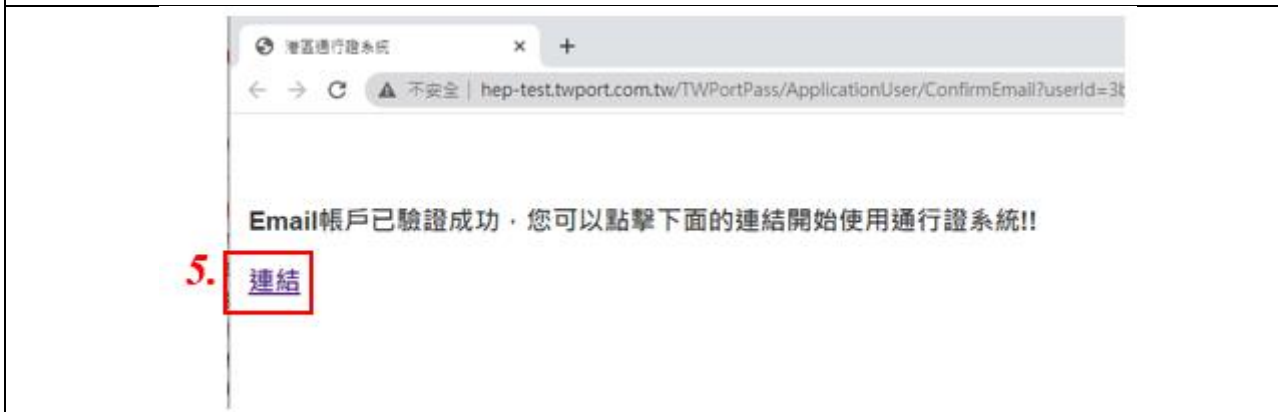 港區通行證系統
不安全 | hep-test.twport.com.tw/TWPortPass/ApplicationUser/ConfirmEmail?userId=3b
Email帳戶已驗證成功，您可以點擊下面的連結開始使用通行證系統!!
5. 連結